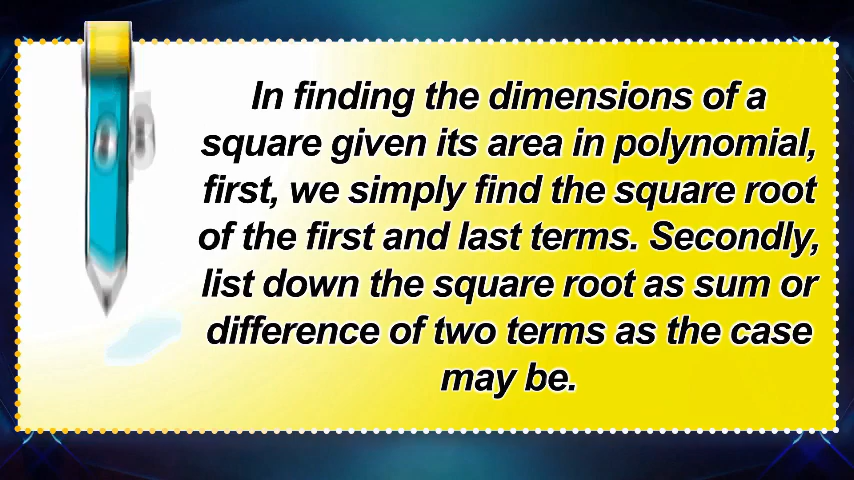 In finding the dimensions of a
square given its area in polynomial,
first, we simply find the square root
of the first and last terms. Secondly,
list down the square root as sum or
difference of two terms as the case
may be.